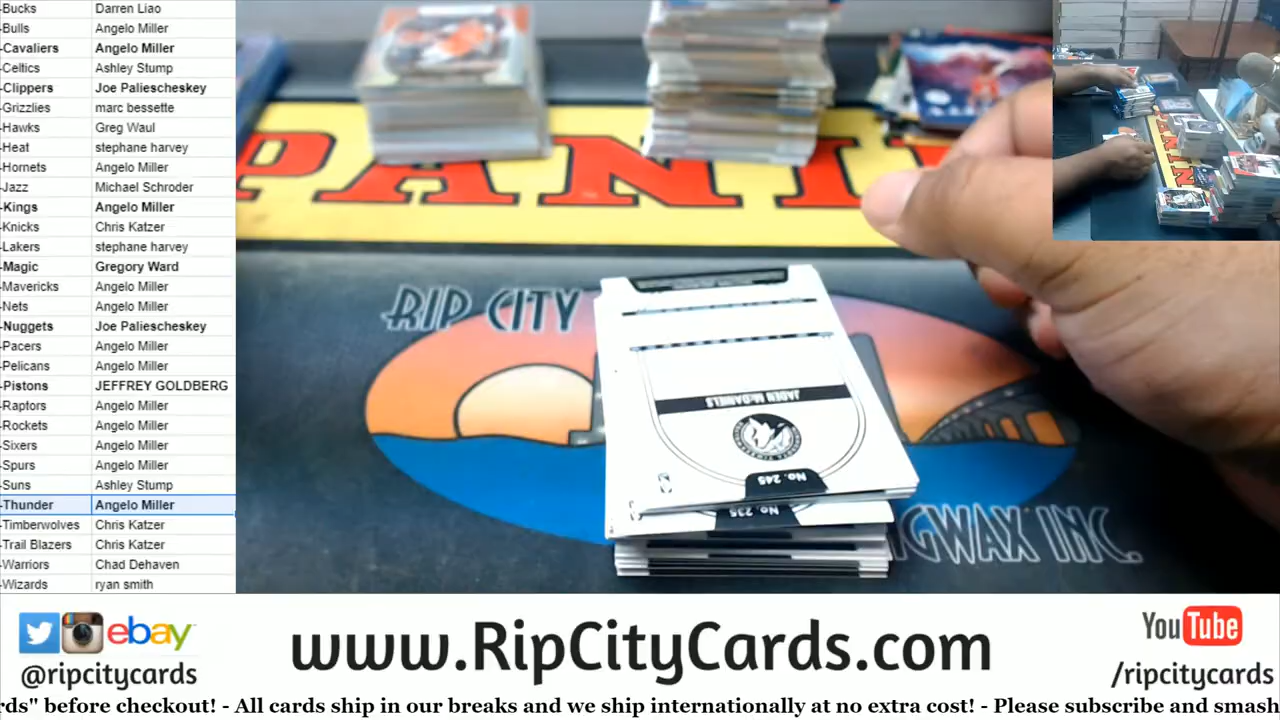 -Bucks Darren Liao
-Bulls Angelo Miller
-Cavaliers Angelo Miller
-Celtics Ashley Stump
-Clippers Joe Paliescheskey
-Grizzlies marc bessette
-Hawks Greg Waul
-Heat stephane harvey
-Hornets Angelo Miller
-Jazz Michael Schroder
-Kings Angelo Miller
-Knicks Chris Katzer
-Lakers stephane harvey
-Magic Gregory Ward
-Mavericks Angelo Miller
-Nets Angelo Miller
-Nuggets Joe Paliescheskey
-Pacers Angelo Miller
-Pelicans Angelo Miller
-Pistons JEFFREY GOLDBERG
-Raptors Angelo Miller
-Rockets Angelo Miller
-Sixers Angelo Miller
-Spurs Angelo Miller
-Suns Ashley Stump
-Thunder Angelo Miller
-Timberwolves Chris Katzer
-Trail Blazers Chris Katzer
-Warriors Chad Dehaven
-Wizards ryan smith
PANINI
RIP CITY
JADEN McDANIELS
No. 245
No. 235
IGWAX INC.
ebay
@ripcitycards
www.RipCityCards.com
YouTube
/ripcitycards
rds" before checkout! - All cards ship in our breaks and we ship internationally at no extra cost! - Please subscribe and smash